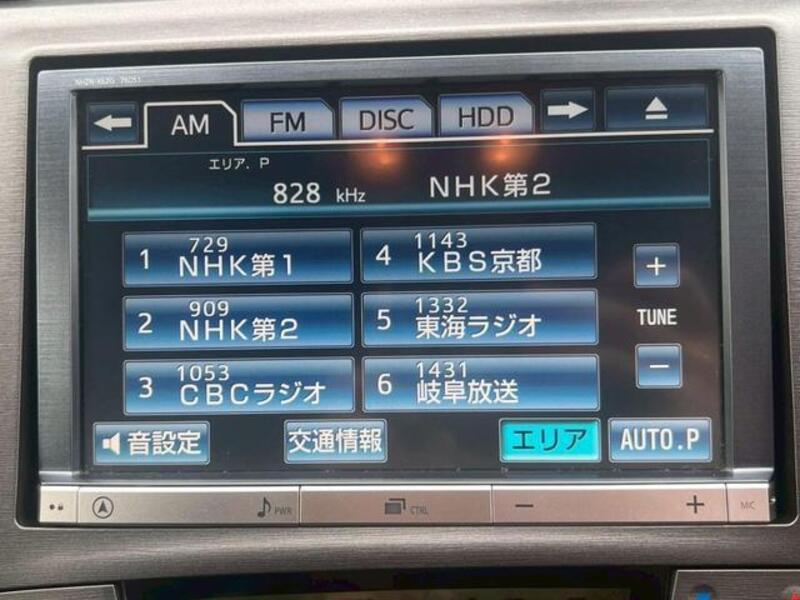 AM FM DISC HDD
エリア. P
828 kHz NHK第2
1 729 NHK第1
4 1143 KBS京都
2 909 NHK第2
5 1332 東海ラジオ
3 1053 CBCラジオ
6 1431 岐阜放送
+
TUNE
−
音設定 交通情報 エリア AUTO.P
PWR CTRL − + MIC